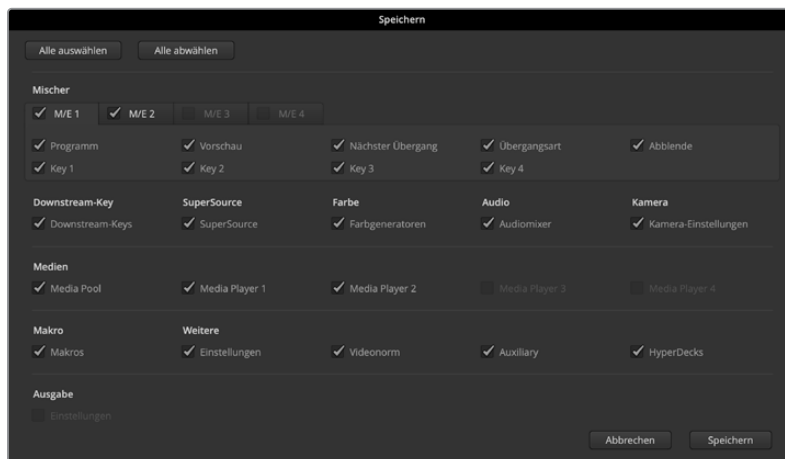 Speichern
Alle auswählen Alle abwählen
Mischer
M/E 1 M/E 2 M/E 3 M/E 4
Programm Vorschau Nächster Übergang Übergangsart Abblende
Key 1 Key 2 Key 3 Key 4
Downstream-Key SuperSource Farbe Audio Kamera
Downstream-Keys SuperSource Farbgeneratoren Audiomixer Kamera-Einstellungen
Medien
Media Pool Media Player 1 Media Player 2 Media Player 3 Media Player 4
Makro Weitere
Makros Einstellungen Videonorm Auxiliary HyperDecks
Ausgabe
Einstellungen
Abbrechen Speichern